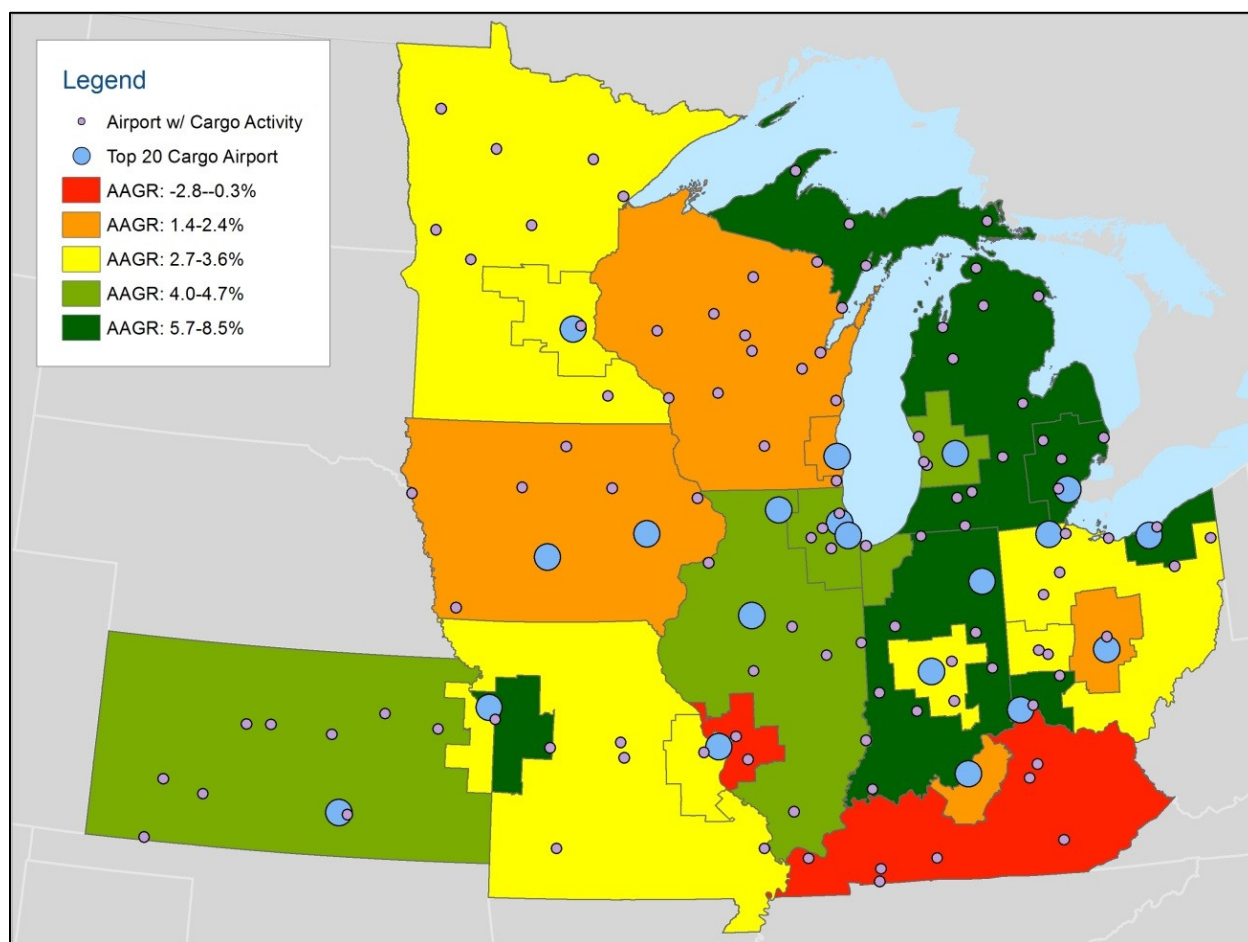 Legend
Airport w/ Cargo Activity
Top 20 Cargo Airport
AAGR: -2.8--0.3%
AAGR: 1.4-2.4%
AAGR: 2.7-3.6%
AAGR: 4.0-4.7%
AAGR: 5.7-8.5%